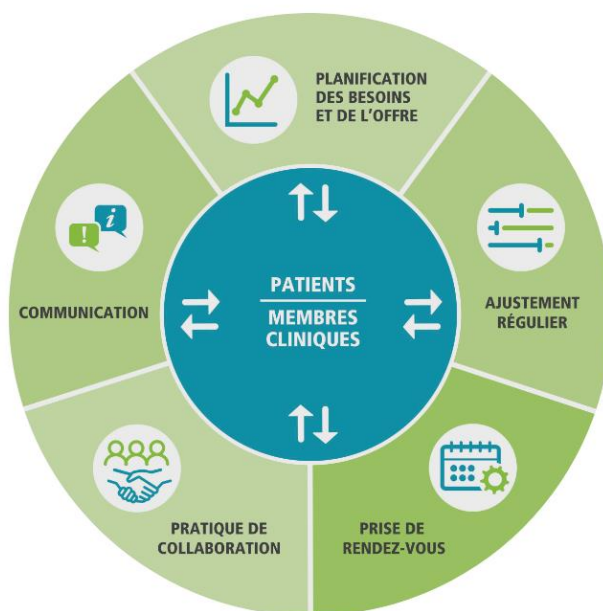 PLANIFICATION
DES BESOINS
ET DE L'OFFRE
AJUSTEMENT
RÉGULIER
PRISE DE
RENDEZ-VOUS
PRATIQUE DE
COLLABORATION
COMMUNICATION
! i
PATIENTS
MEMBRES
CLINIQUES